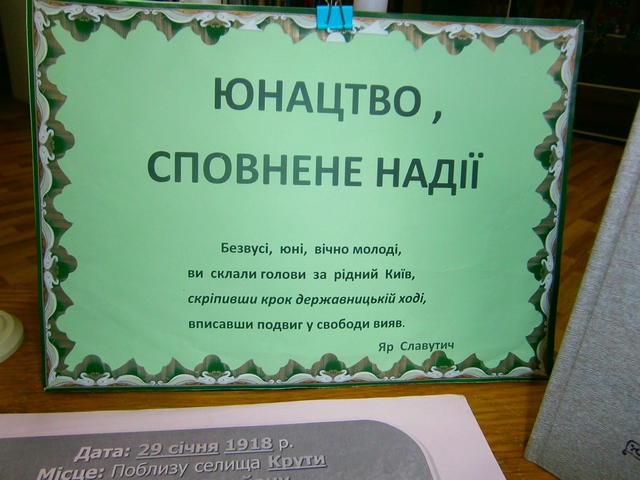 ЮНАЦТВО ,
СПОВНЕНЕ НАДІЇ
Безвусі, юні, вічно молоді,
ви склали голови за рідний Київ,
скріпивши крок державницькій ході,
вписавши подвиг у свободи вияв.
Яр Славутич
Дата: 29 січня 1918 р.
Місце: Поблизу селища Крути